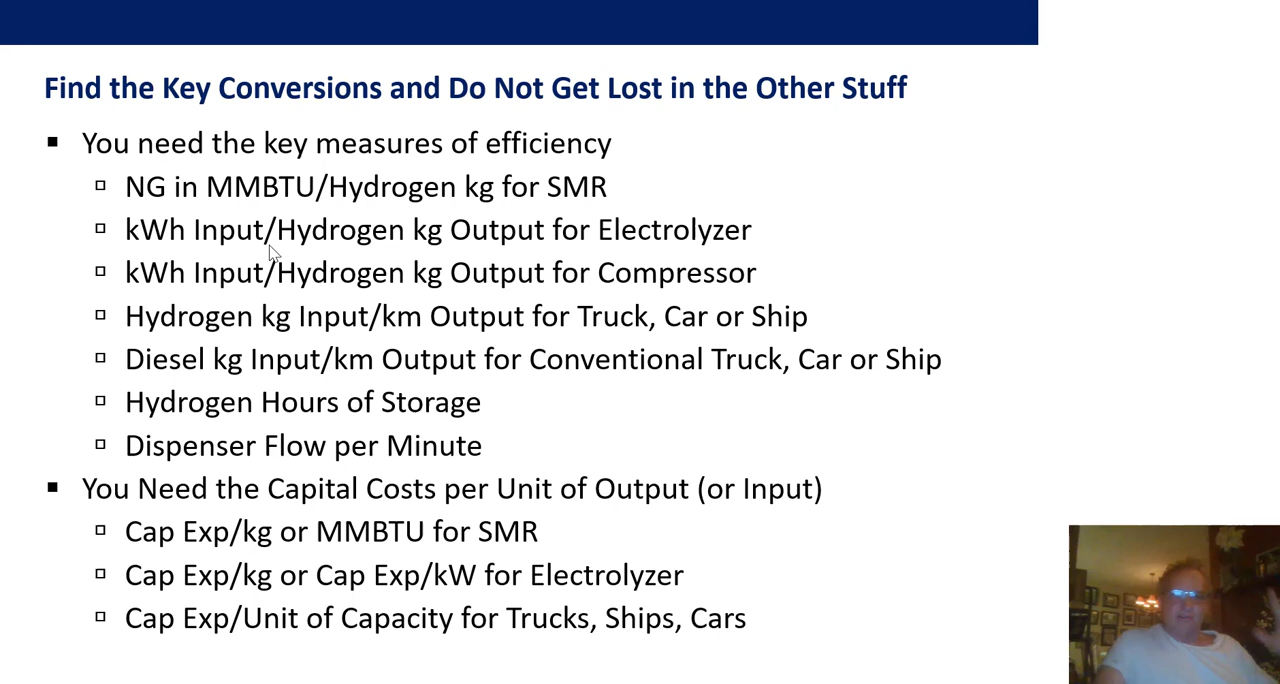 Find the Key Conversions and Do Not Get Lost in the Other Stuff
You need the key measures of efficiency
NG in MMBTU/Hydrogen kg for SMR
kWh Input/Hydrogen kg Output for Electrolyzer
kWh Input/Hydrogen kg Output for Compressor
Hydrogen kg Input/km Output for Truck, Car or Ship
Diesel kg Input/km Output for Conventional Truck, Car or Ship
Hydrogen Hours of Storage
Dispenser Flow per Minute
You Need the Capital Costs per Unit of Output (or Input)
Cap Exp/kg or MMBTU for SMR
Cap Exp/kg or Cap Exp/kW for Electrolyzer
Cap Exp/Unit of Capacity for Trucks, Ships, Cars